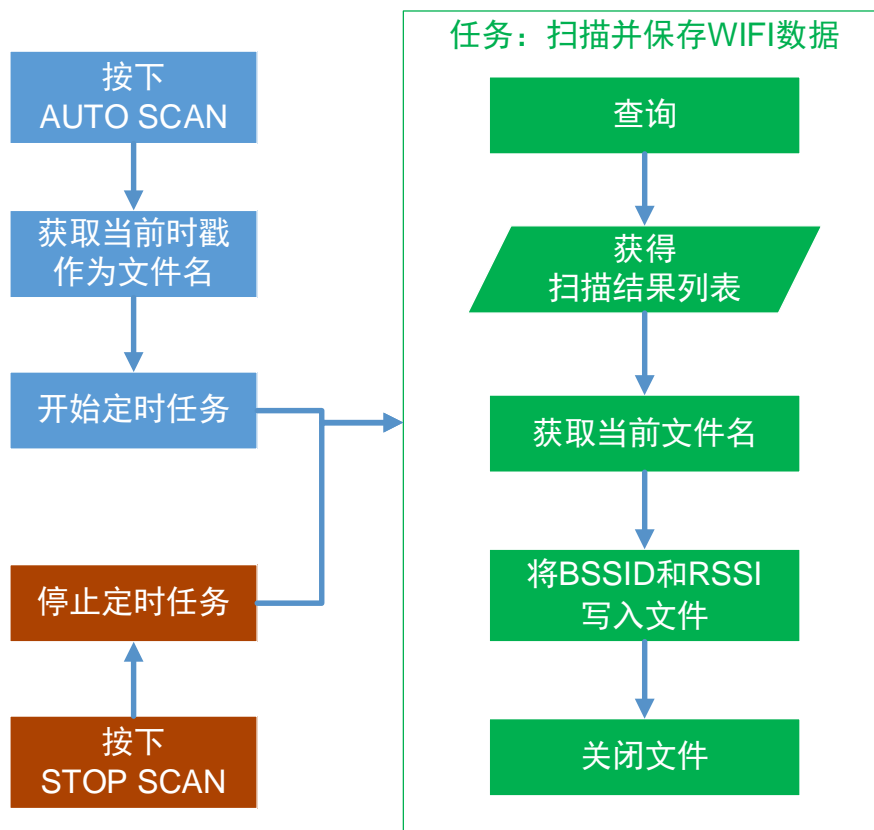 按下
AUTO SCAN
获取当前时戳
作为文件名
开始定时任务
停止定时任务
按下
STOP SCAN
任务：扫描并保存WIFI数据
查询
获得
扫描结果列表
获取当前文件名
将BSSID和RSSI
写入文件
关闭文件